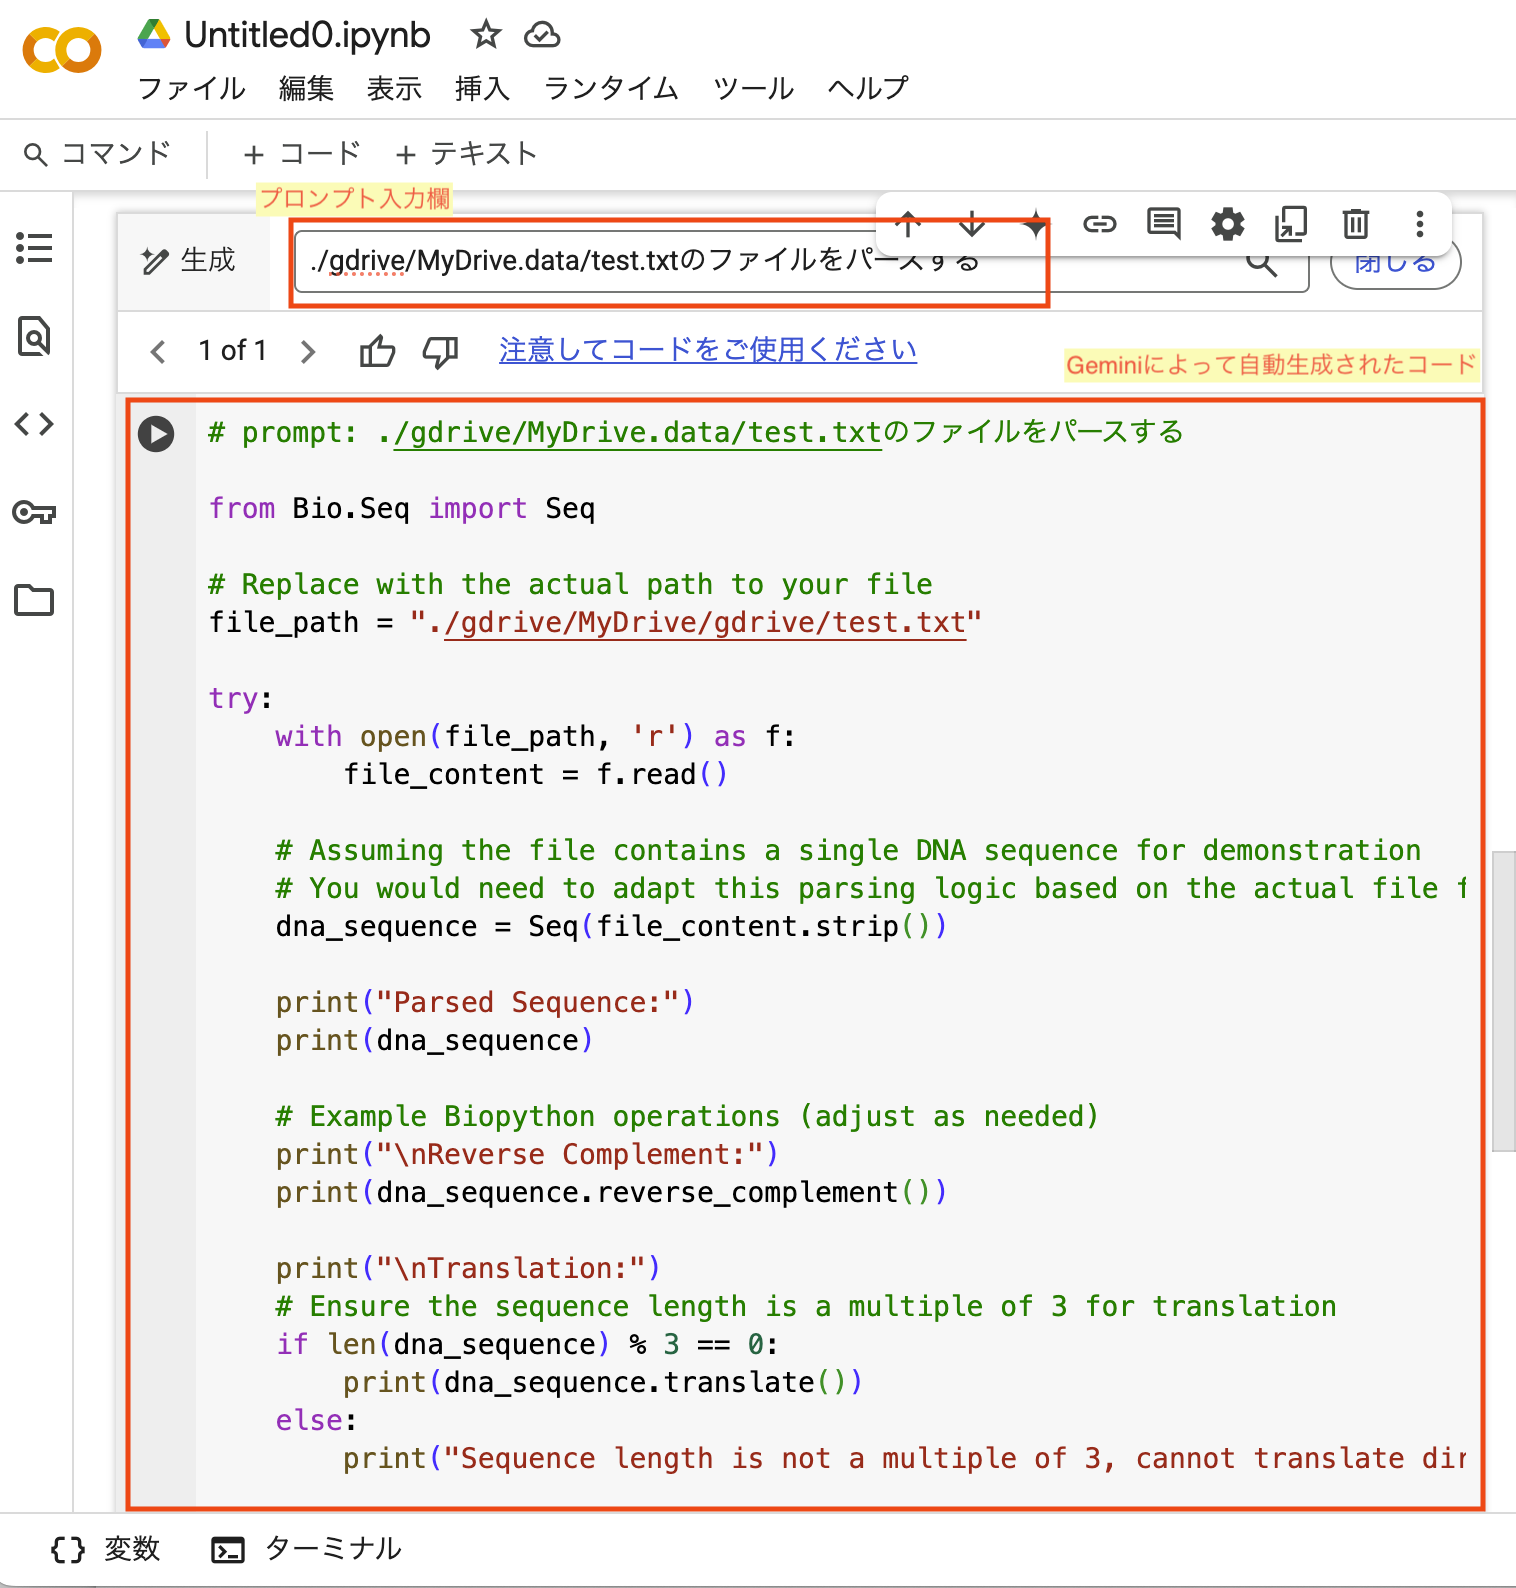 Untitled0.ipynb
ファイル 編集 表示 挿入 ランタイム ツール ヘルプ
コマンド + コード + テキスト
プロンプト入力欄
生成 ./gdrive/MyDrive.data/test.txtのファイルをパースする 閉じる
1 of 1 注意してコードをご使用ください
Geminiによって自動生成されたコード
# prompt: ./gdrive/MyDrive.data/test.txtのファイルをパースする
from Bio.Seq import Seq
# Replace with the actual path to your file
file_path = "./gdrive/MyDrive/gdrive/test.txt"
try:
    with open(file_path, 'r') as f:
        file_content = f.read()
    # Assuming the file contains a single DNA sequence for demonstration
    # You would need to adapt this parsing logic based on the actual file f
    dna_sequence = Seq(file_content.strip())
    print("Parsed Sequence:")
    print(dna_sequence)
    # Example Biopython operations (adjust as needed)
    print("\nReverse Complement:")
    print(dna_sequence.reverse_complement())
    print("\nTranslation:")
    # Ensure the sequence length is a multiple of 3 for translation
    if len(dna_sequence) % 3 == 0:
        print(dna_sequence.translate())
    else:
        print("Sequence length is not a multiple of 3, cannot translate dir
変数 ターミナル